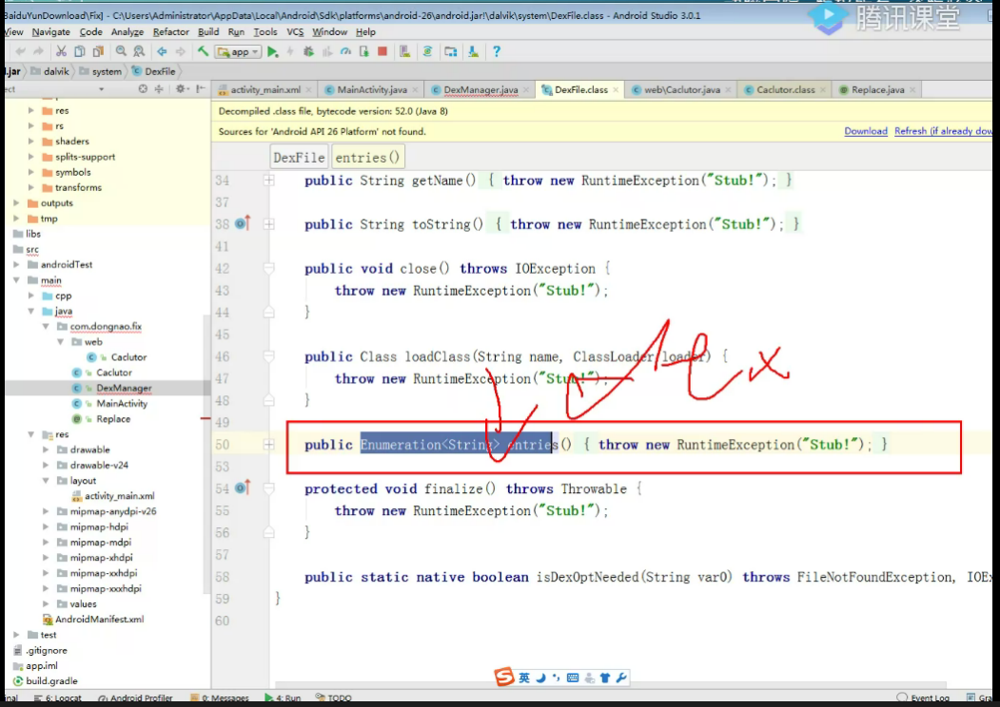 BaiduYunDownload\Fix] - C:\Users\Administrator\AppData\Local\Android\Sdk\platforms\android-26\android.jar!\dalvik\system\DexFile.class - Android Studio 3.0.1
腾讯课堂
View Navigate Code Analyze Refactor Build Run Tools VCS Window Help
app
.jar dalvik system DexFile
ect
activity_main.xml MainActivity.java DexManager.java DexFile.class web\Caclutor.java Caclutor.class Replace.java
Decompiled .class file, bytecode version: 52.0 (Java 8)
Sources for 'Android API 26 Platform' not found. Download Refresh (if already dow
DexFile entries()
res
rs
shaders
splits-support
symbols
transforms
outputs
tmp
libs
src
androidTest
main
cpp
java
com.dongnao.fix
web
Caclutor
Caclutor
DexManager
MainActivity
Replace
res
drawable
drawable-v24
layout
activity_main.xml
mipmap-anydpi-v26
mipmap-hdpi
mipmap-mdpi
mipmap-xhdpi
mipmap-xxhdpi
mipmap-xxxhdpi
values
AndroidManifest.xml
test
.gitignore
app.iml
build.gradle
34 public String getName() { throw new RuntimeException("Stub!"); }
37
38 public String toString() { throw new RuntimeException("Stub!"); }
41
42 public void close() throws IOException {
43 throw new RuntimeException("Stub!");
44 }
45
46 public Class loadClass(String name, ClassLoader loader) {
47 throw new RuntimeException("Stub!");
48 }
49
50 public Enumeration<String> entries() { throw new RuntimeException("Stub!"); }
53
54 protected void finalize() throws Throwable {
55 throw new RuntimeException("Stub!");
56 }
57
58 public static native boolean isDexOptNeeded(String var0) throws FileNotFoundException, IOEx
59 }
60
dex
英
inal 6: Logcat Android Profiler 0: Messages 4: Run TODO Event Log Gra